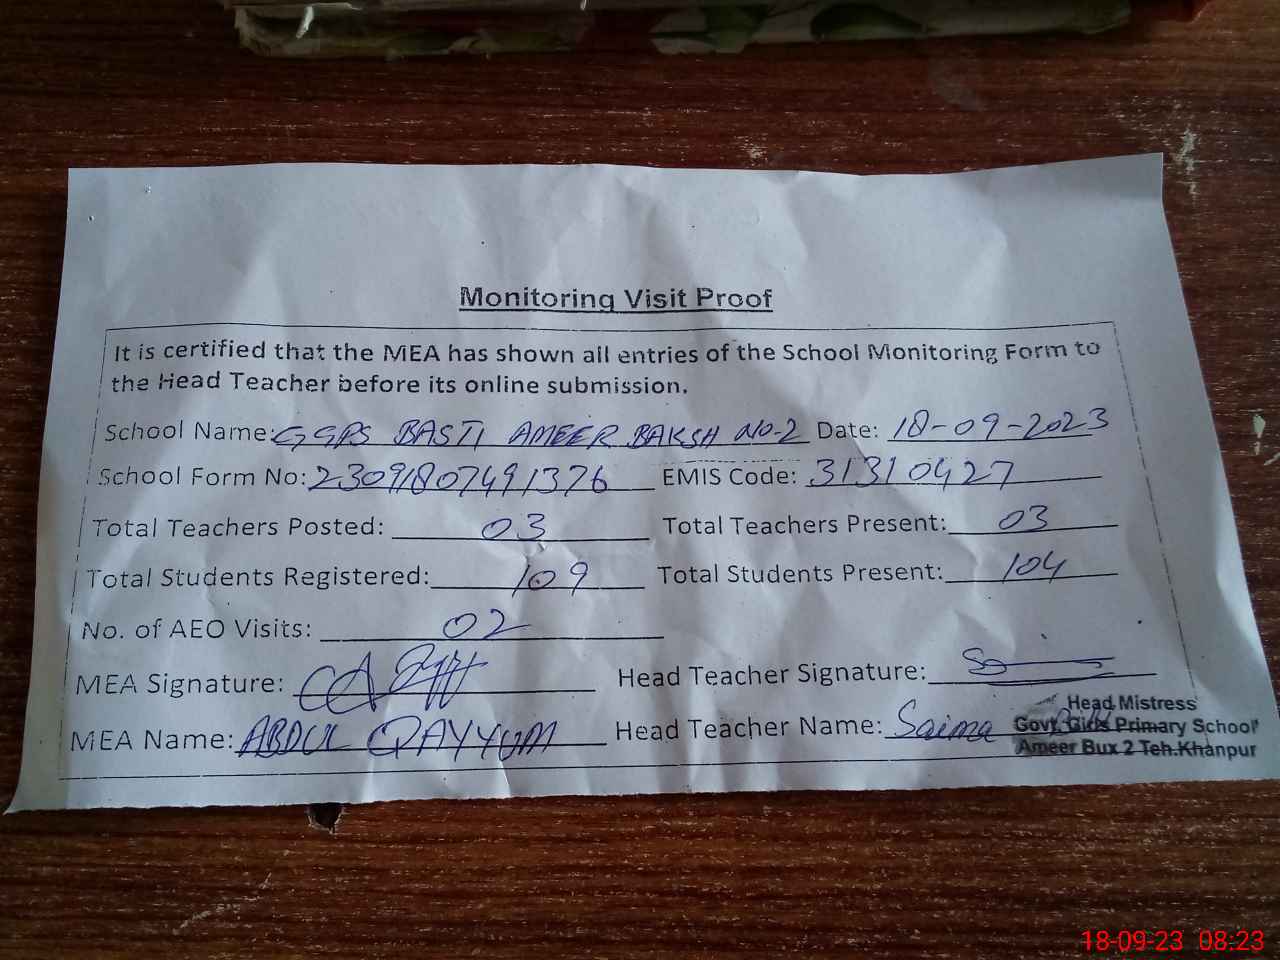 Monitoring Visit Proof
It is certified that the MEA has shown all entries of the School Monitoring Form to
the Head Teacher before its online submission.
School Name: GGPS BASTI AMEER BAKSH NO-2 Date: 18-09-2023
School Form No: 23091807491376 EMIS Code: 31310427
Total Teachers Posted: 03 Total Teachers Present: 03
Total Students Registered: 109 Total Students Present: 104
No. of AEO Visits: 02
MEA Signature: Head Teacher Signature:
MEA Name: ABDUL QAYYUM Head Teacher Name: Saima
Head Mistress
Govt. Girls Primary School
Ameer Bux 2 Teh.Khanpur
18-09-23 08:23